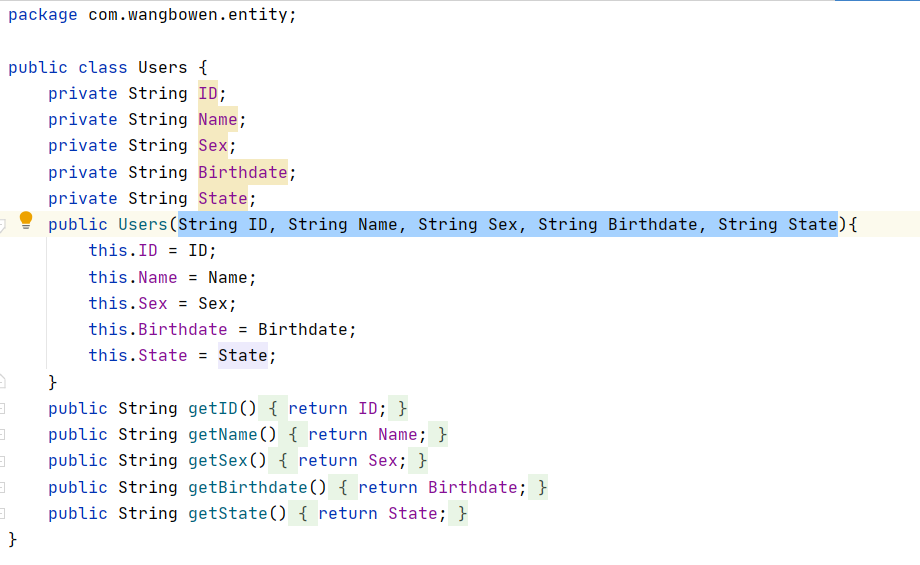 package com.wangbowen.entity;
public class Users {
private String ID;
private String Name;
private String Sex;
private String Birthdate;
private String State;
public Users(String ID, String Name, String Sex, String Birthdate, String State){
this.ID = ID;
this.Name = Name;
this.Sex = Sex;
this.Birthdate = Birthdate;
this.State = State;
}
public String getID() { return ID; }
public String getName() { return Name; }
public String getSex() { return Sex; }
public String getBirthdate() { return Birthdate; }
public String getState() { return State; }
}